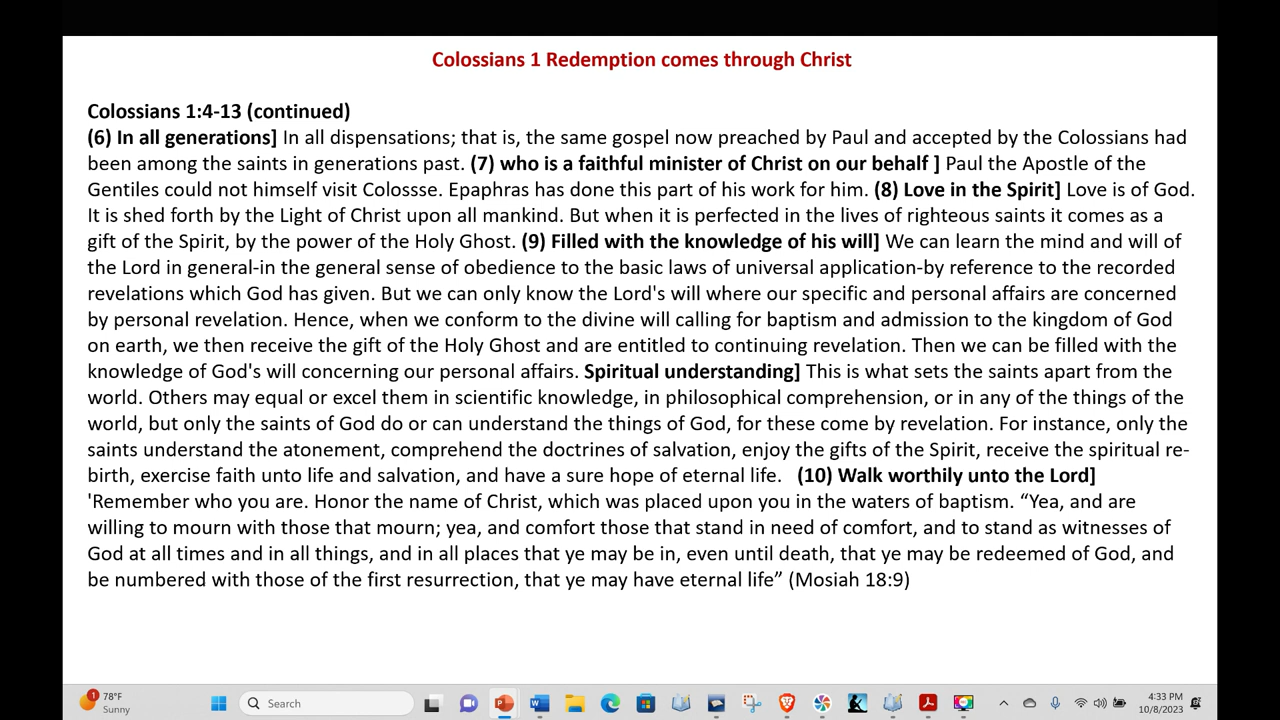 Colossians 1 Redemption comes through Christ
Colossians 1:4-13 (continued)
(6) In all generations] In all dispensations; that is, the same gospel now preached by Paul and accepted by the Colossians had
been among the saints in generations past. (7) who is a faithful minister of Christ on our behalf ] Paul the Apostle of the
Gentiles could not himself visit Colossse. Epaphras has done this part of his work for him. (8) Love in the Spirit] Love is of God.
It is shed forth by the Light of Christ upon all mankind. But when it is perfected in the lives of righteous saints it comes as a
gift of the Spirit, by the power of the Holy Ghost. (9) Filled with the knowledge of his will] We can learn the mind and will of
the Lord in general-in the general sense of obedience to the basic laws of universal application-by reference to the recorded
revelations which God has given. But we can only know the Lord's will where our specific and personal affairs are concerned
by personal revelation. Hence, when we conform to the divine will calling for baptism and admission to the kingdom of God
on earth, we then receive the gift of the Holy Ghost and are entitled to continuing revelation. Then we can be filled with the
knowledge of God's will concerning our personal affairs. Spiritual understanding] This is what sets the saints apart from the
world. Others may equal or excel them in scientific knowledge, in philosophical comprehension, or in any of the things of the
world, but only the saints of God do or can understand the things of God, for these come by revelation. For instance, only the
saints understand the atonement, comprehend the doctrines of salvation, enjoy the gifts of the Spirit, receive the spiritual re-
birth, exercise faith unto life and salvation, and have a sure hope of eternal life. (10) Walk worthily unto the Lord]
'Remember who you are. Honor the name of Christ, which was placed upon you in the waters of baptism. “Yea, and are
willing to mourn with those that mourn; yea, and comfort those that stand in need of comfort, and to stand as witnesses of
God at all times and in all things, and in all places that ye may be in, even until death, that ye may be redeemed of God, and
be numbered with those of the first resurrection, that ye may have eternal life” (Mosiah 18:9)
1
78°F
Sunny
Search
4:33 PM
10/8/2023